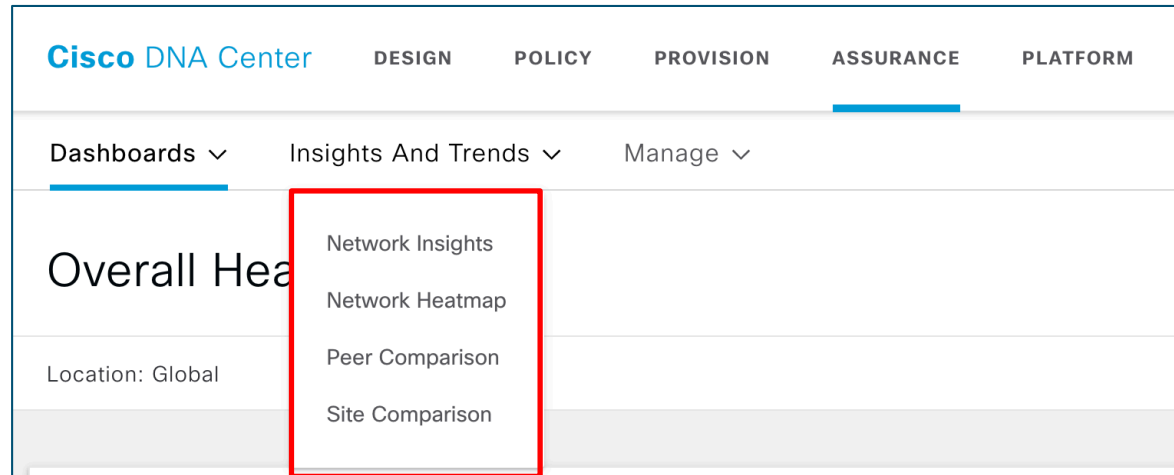 Cisco DNA Center DESIGN POLICY PROVISION ASSURANCE PLATFORM
Dashboards Insights And Trends Manage
Network Insights
Overall Hea
Network Heatmap
Peer Comparison
Location: Global
Site Comparison